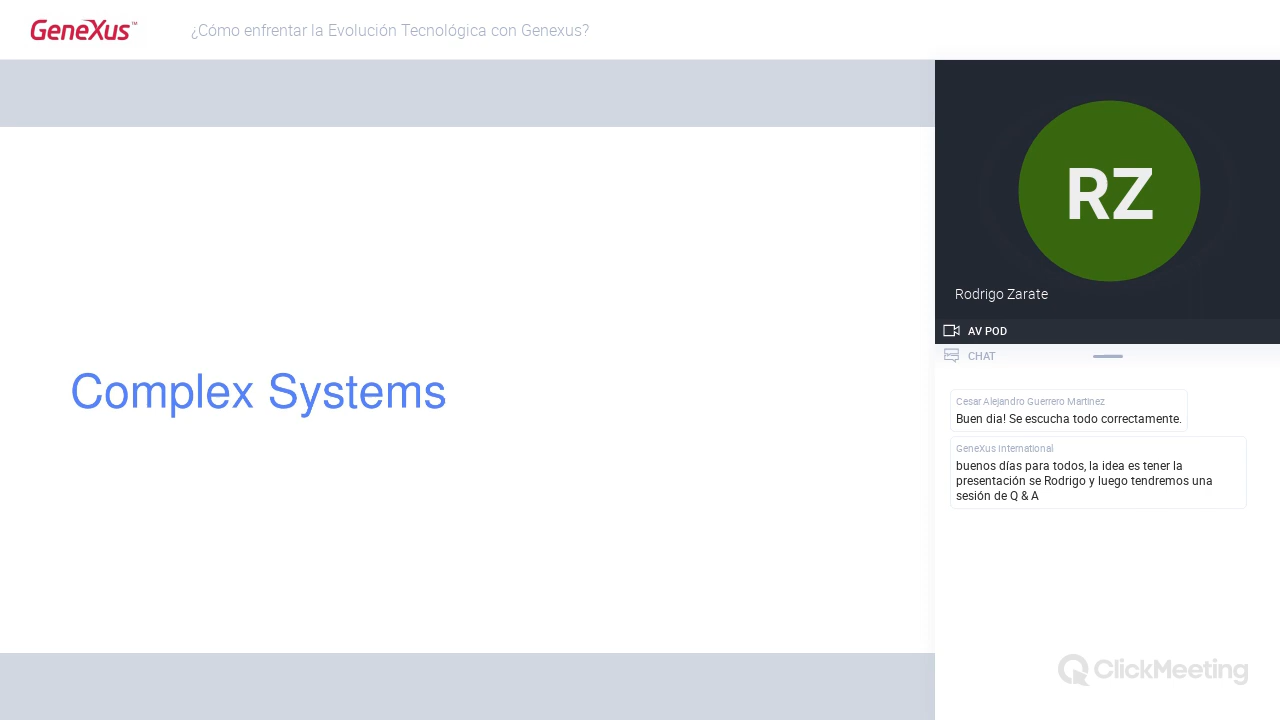 GeneXus™
¿Cómo enfrentar la Evolución Tecnológica con Genexus?
Complex Systems
RZ
Rodrigo Zarate
AV POD
CHAT
Cesar Alejandro Guerrero Martinez
Buen dia! Se escucha todo correctamente.
GeneXus International
buenos días para todos, la idea es tener la
presentación se Rodrigo y luego tendremos una
sesión de Q & A
ClickMeeting